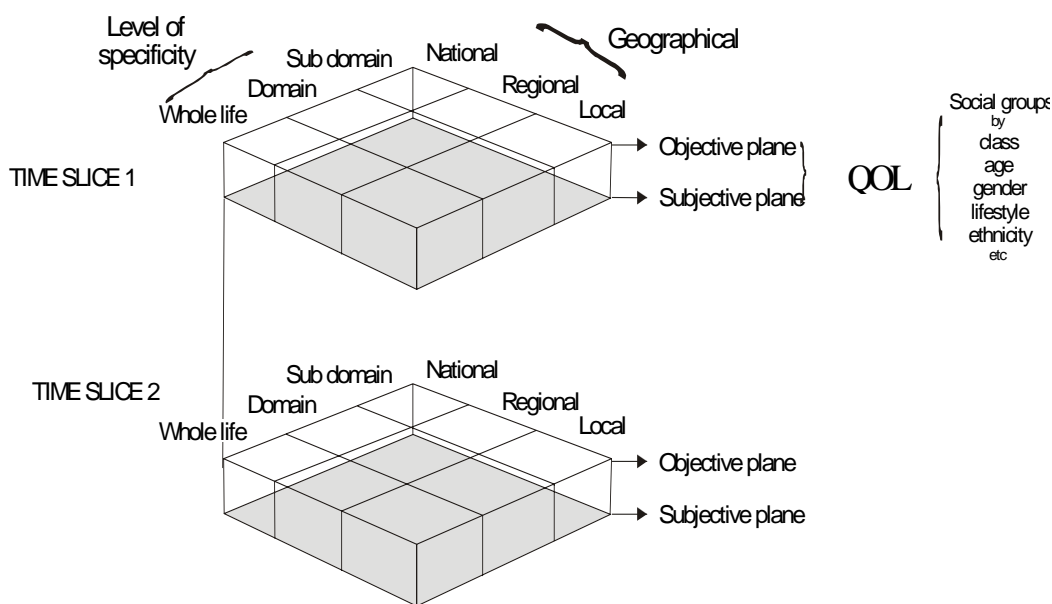 Level of
specificity
Sub domain
Domain
Whole life
National
Regional
Local
Geographical
TIME SLICE 1
Objective plane
Subjective plane
QOL
Social groups
by
class
age
gender
lifestyle
ethnicity
etc
TIME SLICE 2
Sub domain
Domain
Whole life
National
Regional
Local
Objective plane
Subjective plane